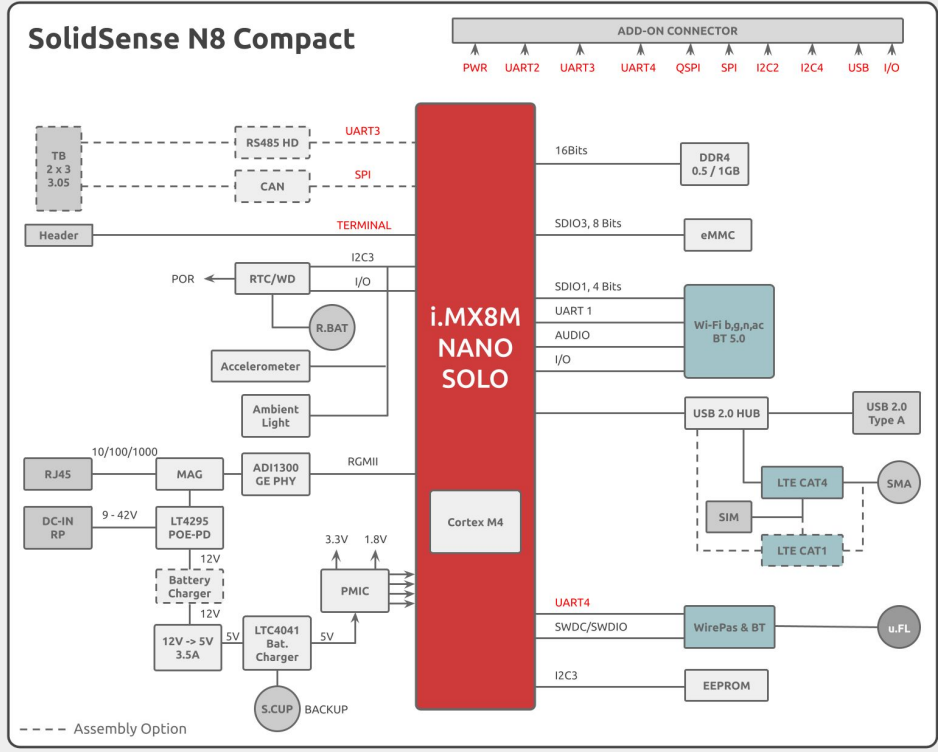 SolidSense N8 Compact
ADD-ON CONNECTOR
PWR UART2 UART3 UART4 QSPI SPI I2C2 I2C4 USB I/O
TB
2 x 3
3.05
RS485 HD
UART3
CAN
SPI
Header
TERMINAL
POR
RTC/WD
I2C3
I/O
R.BAT
Accelerometer
Ambient
Light
RJ45
10/100/1000
MAG
ADI1300
GE PHY
RGMII
DC-IN
RP
9 - 42V
LT4295
POE-PD
12V
Battery
Charger
12V
12V -> 5V
3.5A
5V
LTC4041
Bat.
Charger
5V
S.CUP
BACKUP
3.3V
1.8V
PMIC
i.MX8M
NANO
SOLO
Cortex M4
16Bits
DDR4
0.5 / 1GB
SDIO3, 8 Bits
eMMC
SDIO1, 4 Bits
UART 1
AUDIO
I/O
Wi-Fi b,g,n,ac
BT 5.0
USB 2.0 HUB
USB 2.0
Type A
LTE CAT4
SMA
SIM
LTE CAT1
UART4
SWDC/SWDIO
WirePas & BT
u.FL
I2C3
EEPROM
---- Assembly Option